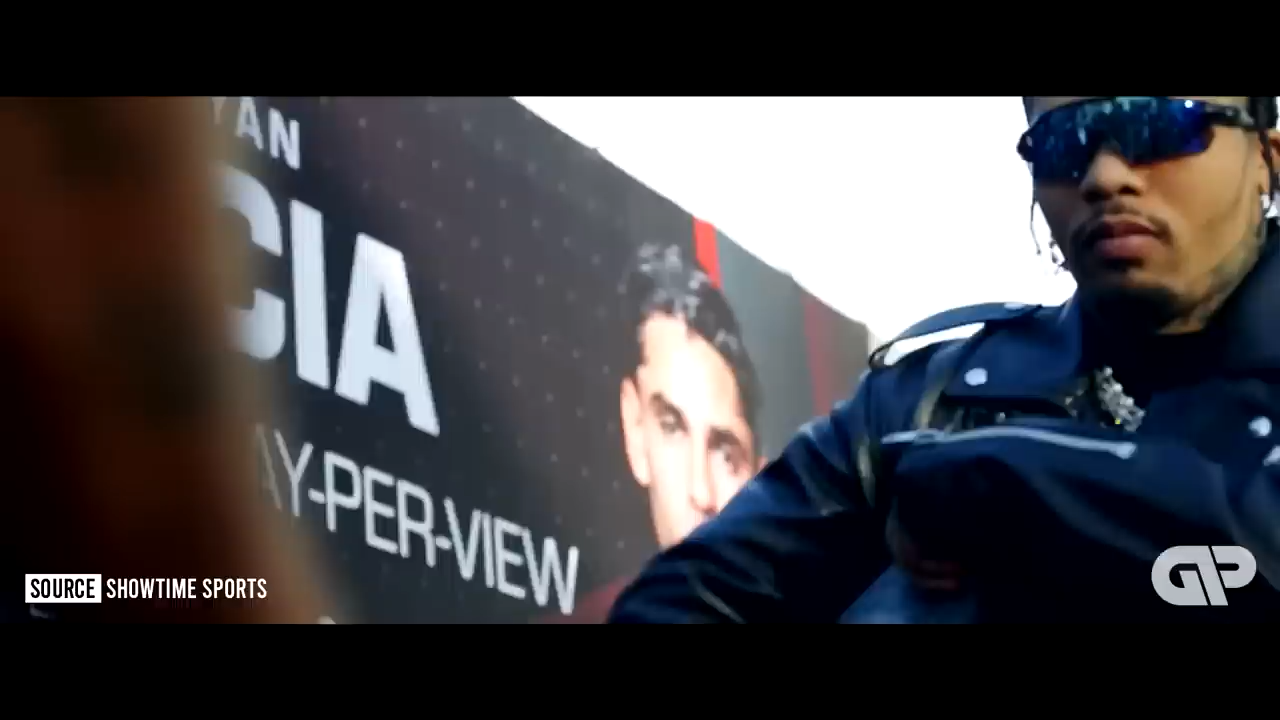 YAN
CIA
AY-PER-VIEW
SOURCE SHOWTIME SPORTS
GP